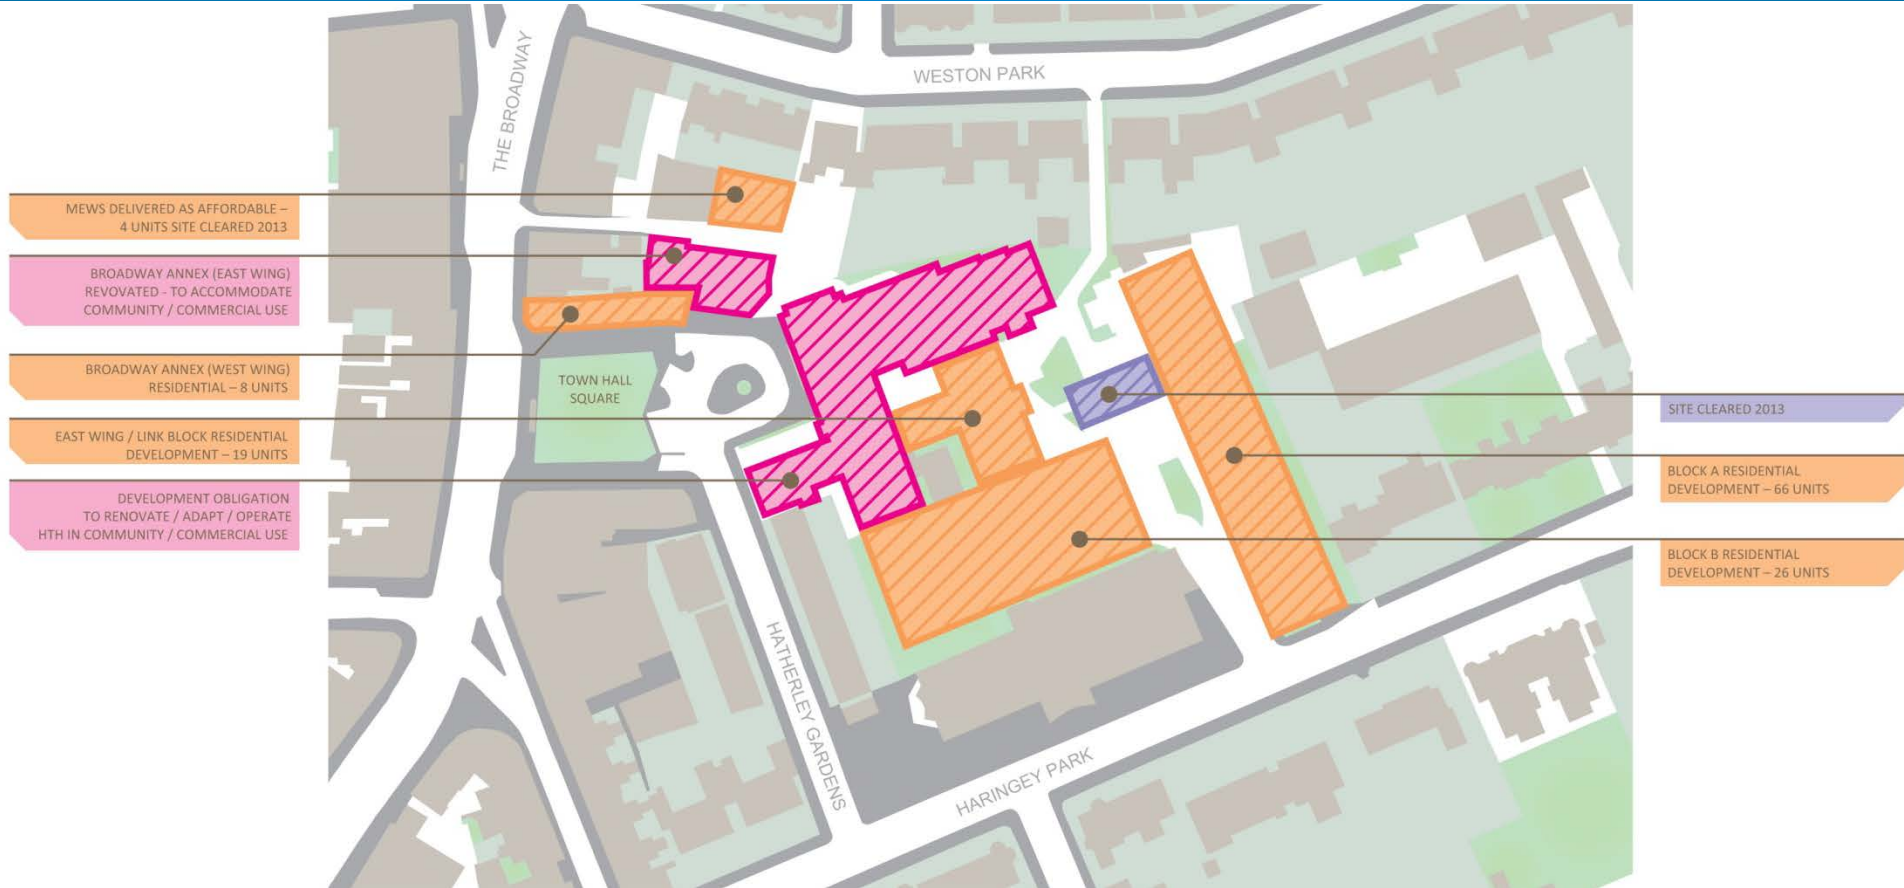 WESTON PARK
THE BROADWAY
MEWS DELIVERED AS AFFORDABLE –
4 UNITS SITE CLEARED 2013
BROADWAY ANNEX (EAST WING)
REVOVATED - TO ACCOMMODATE
COMMUNITY / COMMERCIAL USE
BROADWAY ANNEX (WEST WING)
RESIDENTIAL – 8 UNITS
EAST WING / LINK BLOCK RESIDENTIAL
DEVELOPMENT – 19 UNITS
DEVELOPMENT OBLIGATION
TO RENOVATE / ADAPT / OPERATE
HTH IN COMMUNITY / COMMERCIAL USE
TOWN HALL
SQUARE
SITE CLEARED 2013
BLOCK A RESIDENTIAL
DEVELOPMENT – 66 UNITS
BLOCK B RESIDENTIAL
DEVELOPMENT – 26 UNITS
HATHERLEY GARDENS
HARINGEY PARK